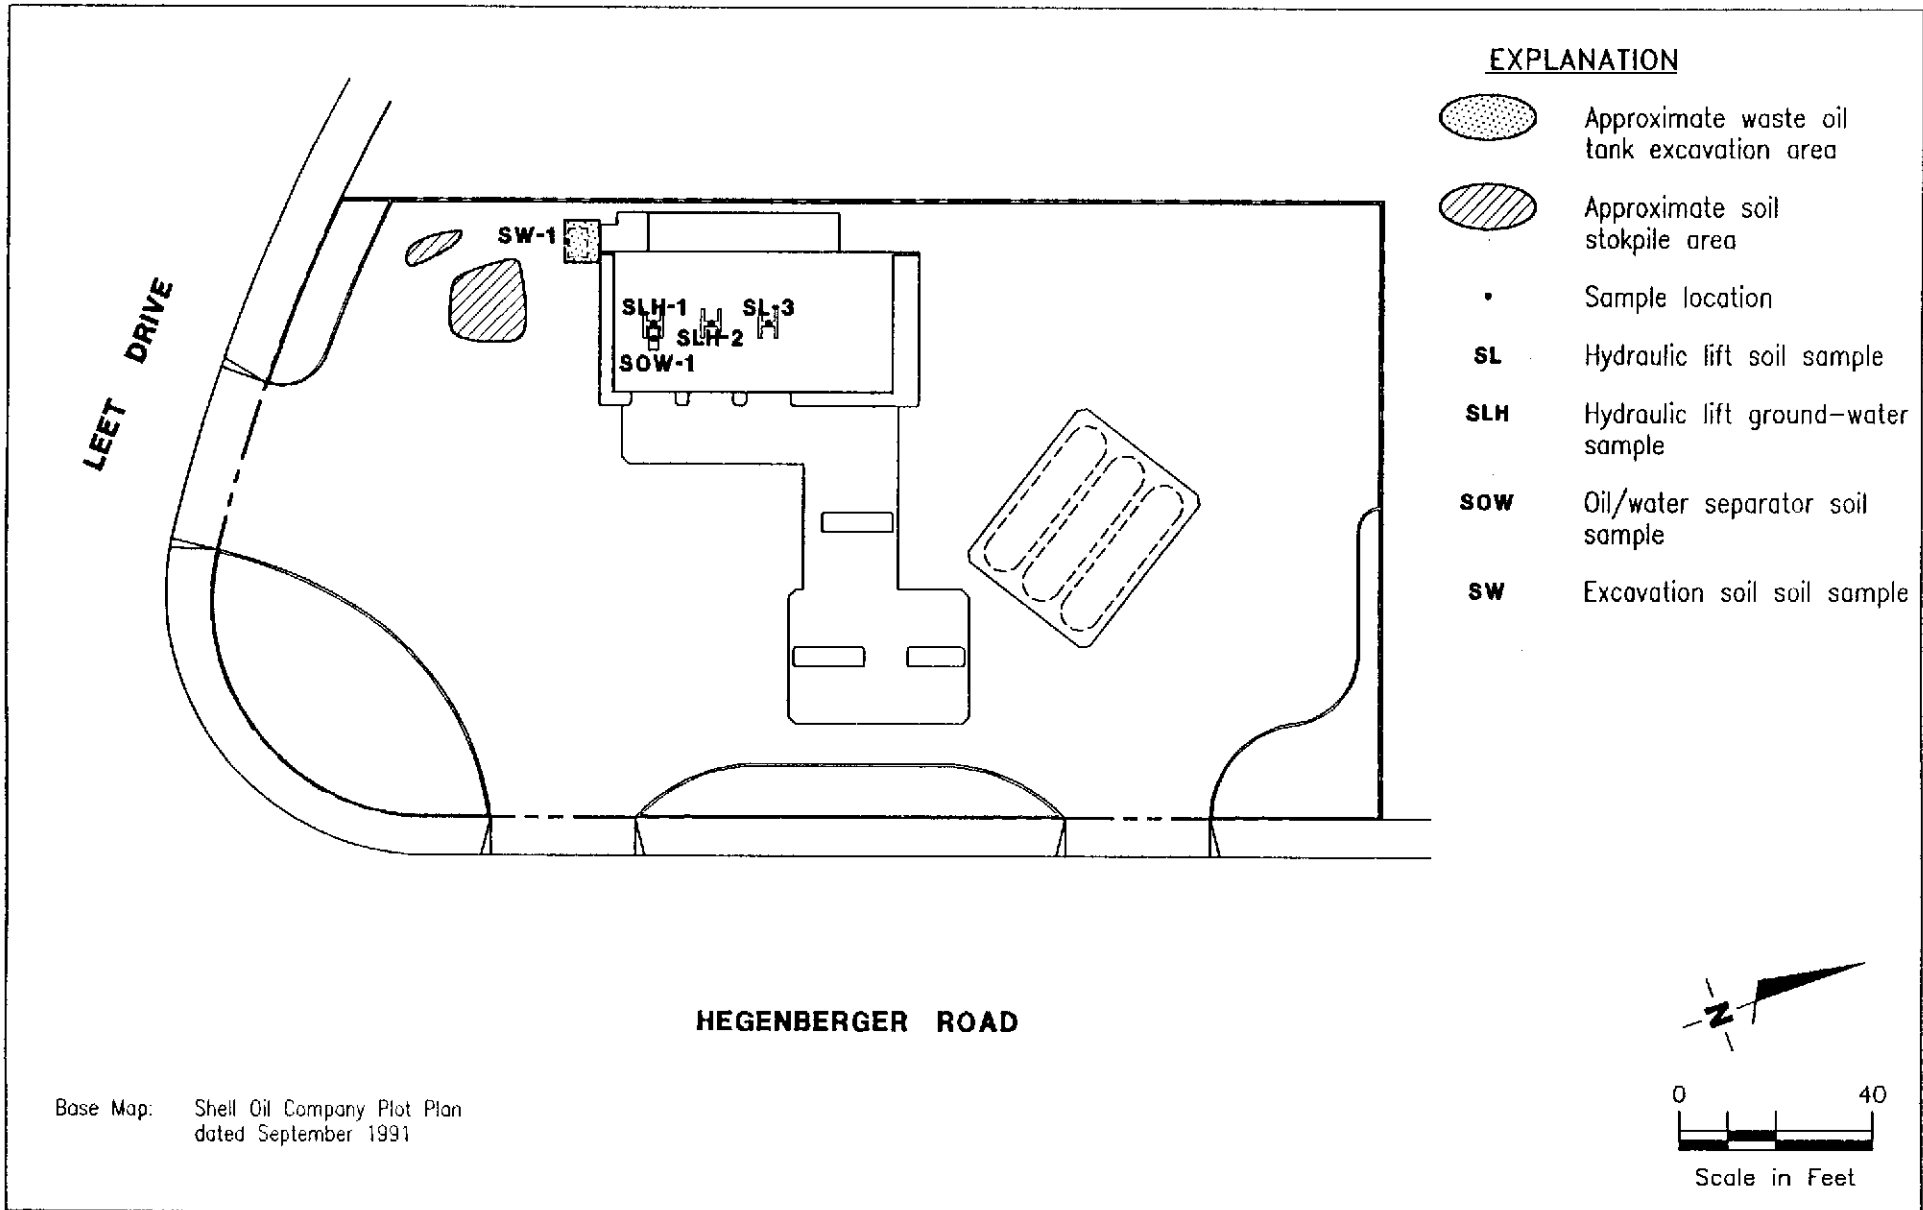 EXPLANATION
Approximate waste oil
tank excavation area
Approximate soil
stokpile area
Sample location
SL Hydraulic lift soil sample
SLH Hydraulic lift ground-water
sample
SOW Oil/water separator soil
sample
SW Excavation soil soil sample
SW-1
SLH-1
SL-3
SLH-2
SOW-1
LEET DRIVE
HEGENBERGER ROAD
N
0 40
Scale in Feet
Base Map: Shell Oil Company Plot Plan
dated September 1991